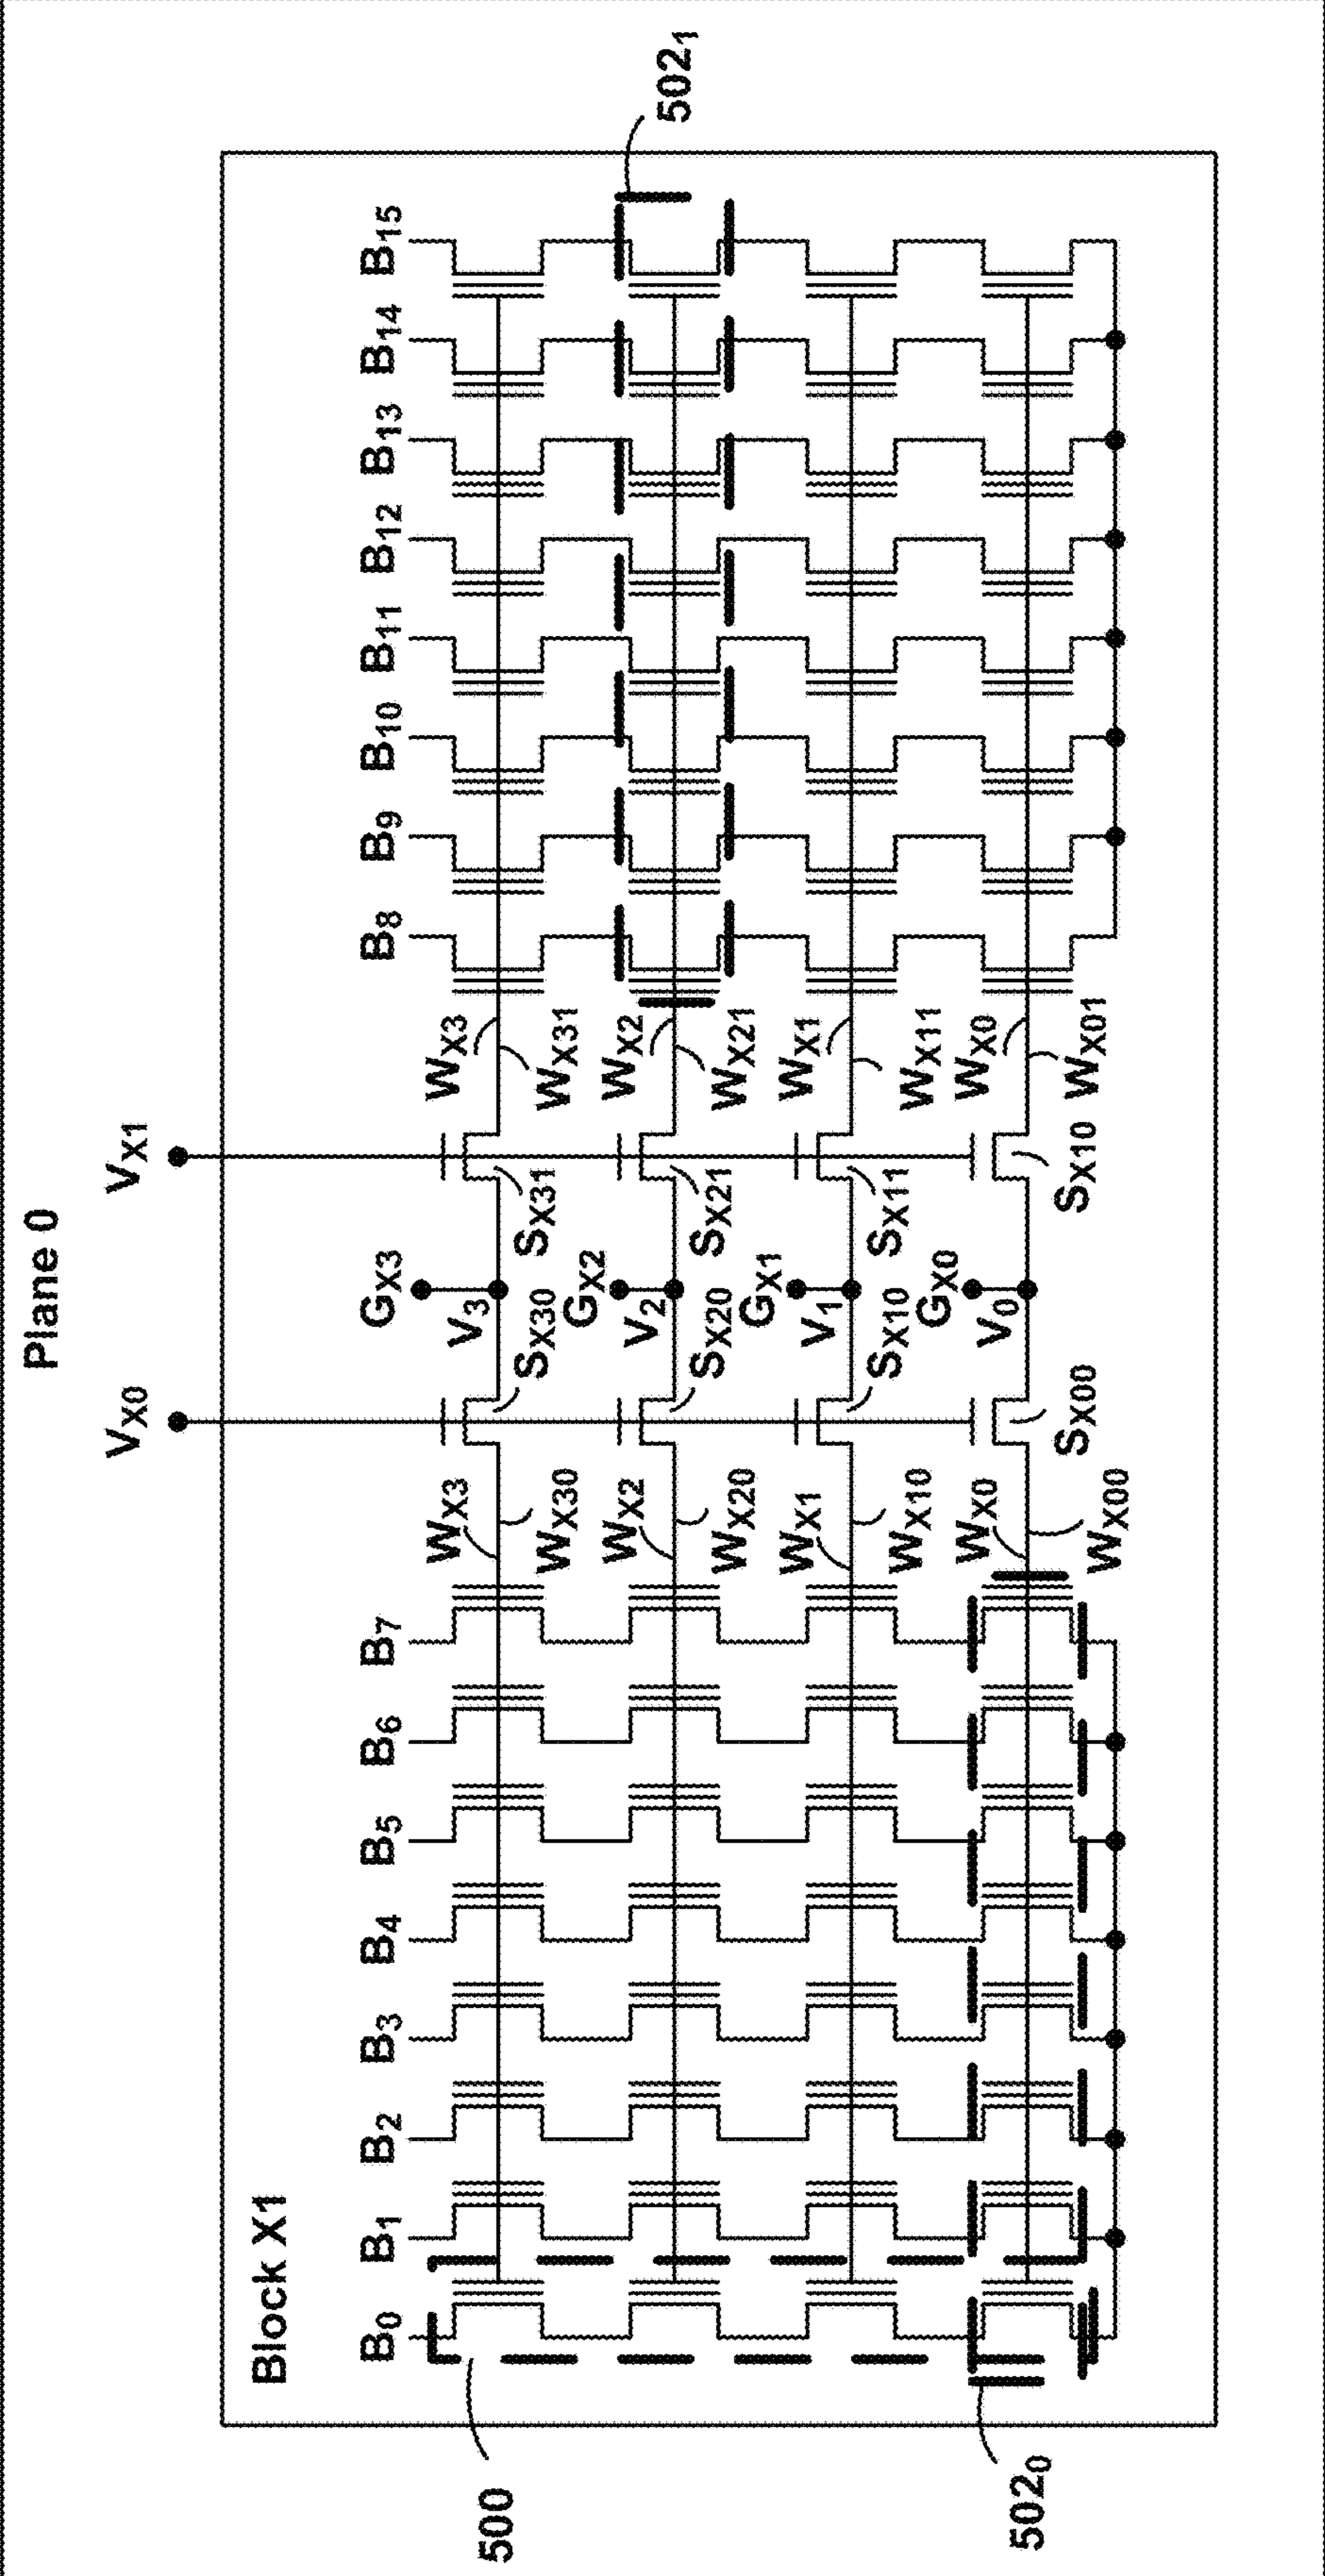 Plane 0
V_X0
V_X1
Block X1
B_0 B_1 B_2 B_3 B_4 B_5 B_6 B_7
B_8 B_9 B_10 B_11 B_12 B_13 B_14 B_15
500
502_1
G_X3
W_X3
V_3
W_X3
W_X30
S_X30
S_X31
W_X31
G_X2
W_X2
V_2
W_X2
W_X20
S_X20
S_X21
W_X21
G_X1
W_X1
V_1
W_X1
W_X10
S_X10
S_X11
W_X11
G_X0
W_X0
V_0
W_X0
W_X00
S_X00
S_X10
W_X01
502_0